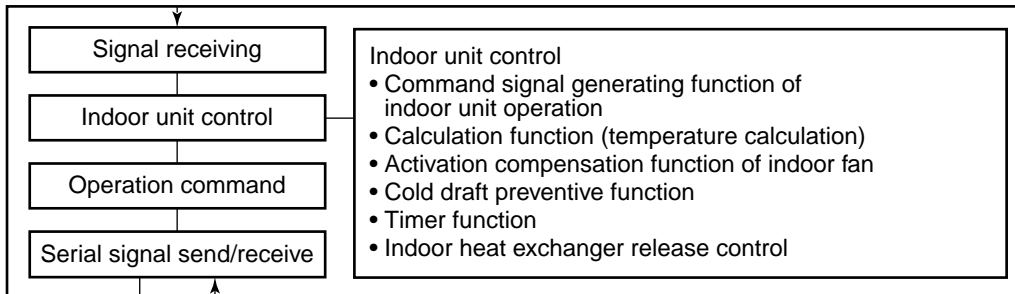 Signal receiving
Indoor unit control
Operation command
Serial signal send/receive
Indoor unit control
• Command signal generating function of
indoor unit operation
• Calculation function (temperature calculation)
• Activation compensation function of indoor fan
• Cold draft preventive function
• Timer function
• Indoor heat exchanger release control